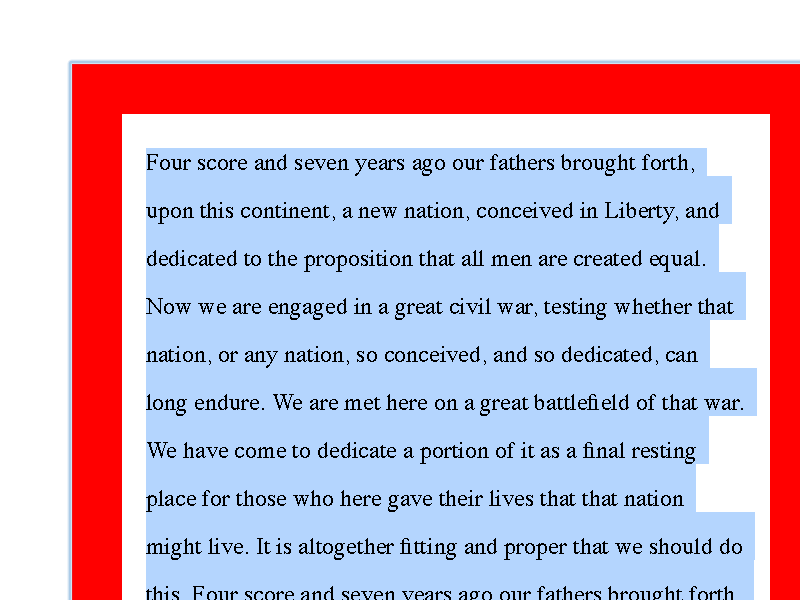 Four score and seven years ago our fathers brought forth,
upon this continent, a new nation, conceived in Liberty, and
dedicated to the proposition that all men are created equal.
Now we are engaged in a great civil war, testing whether that
nation, or any nation, so conceived, and so dedicated, can
long endure. We are met here on a great battlefield of that war.
We have come to dedicate a portion of it as a final resting
place for those who here gave their lives that that nation
might live. It is altogether fitting and proper that we should do
this. Four score and seven years ago our fathers brought forth